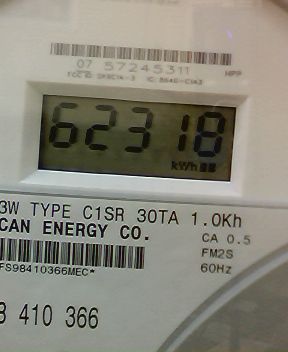 07 57245311
HPP
62318
kWh
3W TYPE C1SR 30TA 1.0Kh
CAN ENERGY CO.
CA 0.5
FM2S
60Hz
FS98410366MEC*
410 366